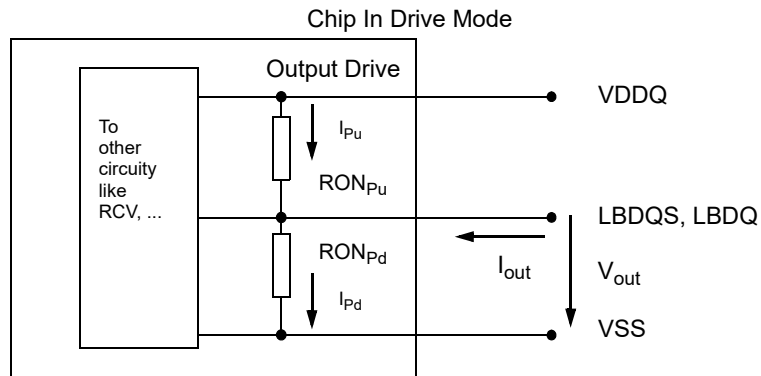 Chip In Drive Mode
Output Drive
To
other
circuity
like
RCV, ...
IPu
RONPu
RONPd
IPd
VDDQ
LBDQS, LBDQ
Iout
Vout
VSS